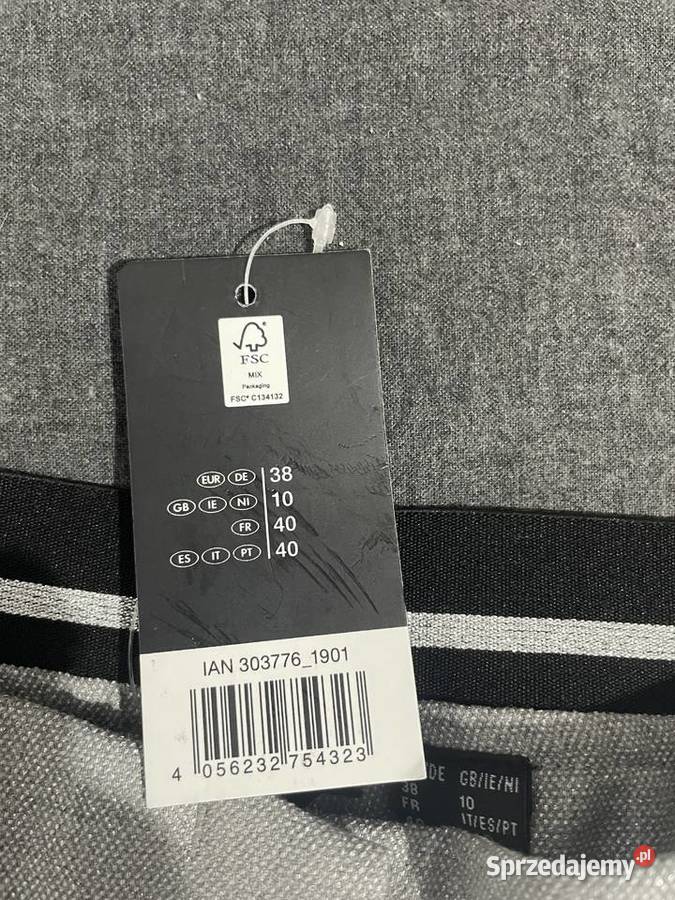 FSC
MIX
Packaging
FSC® C134132
EUR DE 38
GB IE NI 10
FR 40
ES IT PT 40
IAN 303776_1901
4 056232 754323
DE GB/IE/NI
38 10
FR IT/ES/PT
Sprzedajemy.pl